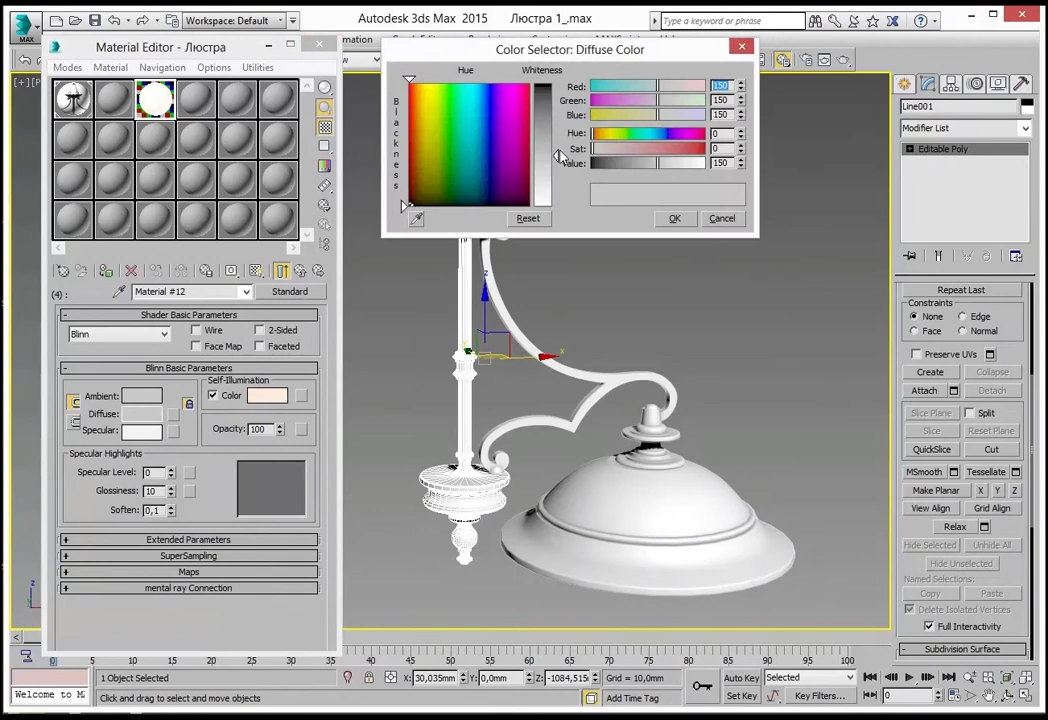 MAX
Workspace: Default
Autodesk 3ds Max 2015 Люстра 1_.max
Type a keyword or phrase
Material Editor - Люстра
Modes Material Navigation Options Utilities
Color Selector: Diffuse Color
Hue Whiteness
Blackness
Red: 150
Green: 150
Blue: 150
Hue: 0
Sat: 0
Value: 150
Reset OK Cancel
Line001
Modifier List
Editable Poly
(4) : Material #12 Standard
Shader Basic Parameters
Blinn Wire 2-Sided
Face Map Faceted
Blinn Basic Parameters
Self-Illumination
Ambient: Color
Diffuse:
Specular: Opacity: 100
Specular Highlights
Specular Level: 0
Glossiness: 10
Soften: 0,1
Extended Parameters
SuperSampling
Maps
mental ray Connection
Repeat Last
Constraints
None Edge
Face Normal
Preserve UVs
Create Collapse
Attach Detach
Slice Plane Split
Slice Reset Plane
QuickSlice Cut
MSmooth Tessellate
Make Planar X Y Z
View Align Grid Align
Relax
Hide Selected Unhide All
Hide Unselected
Named Selections:
Copy Paste
Delete Isolated Vertices
Full Interactivity
Subdivision Surface
z
x
0 5 10 15 20 25 30 35 40 45 50 55 60 65 70 75 80 85 90 95 100
1 Object Selected X: 30,035mm Y: 0,0mm Z: -1084,515 Grid = 10,0mm Auto Key Selected
Welcome to M Click and drag to select and move objects Add Time Tag Set Key Key Filters... 0